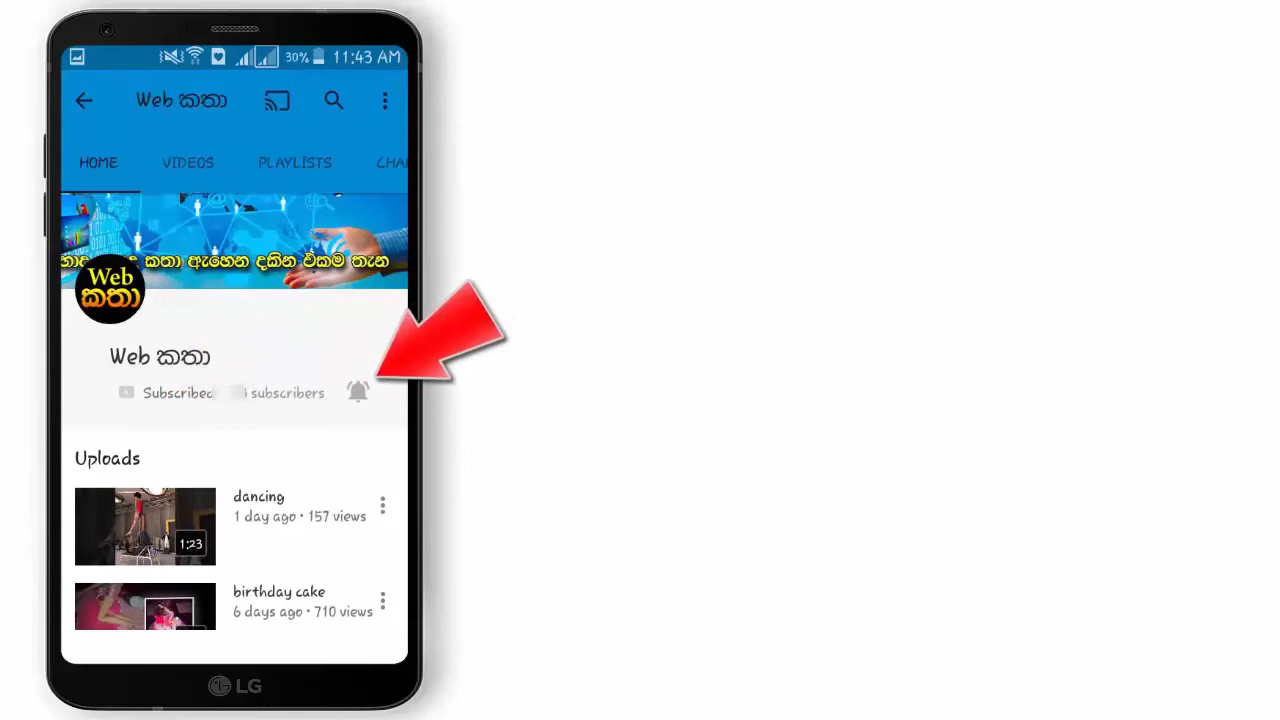 30% 11:43 AM
Web කතා
HOME VIDEOS PLAYLISTS CHA
කතා ඇහෙන දකින එකම තැන
Web
කතා
Web කතා
Subscribed subscribers
Uploads
dancing
1 day ago • 157 views
1:23
birthday cake
6 days ago • 710 views
LG